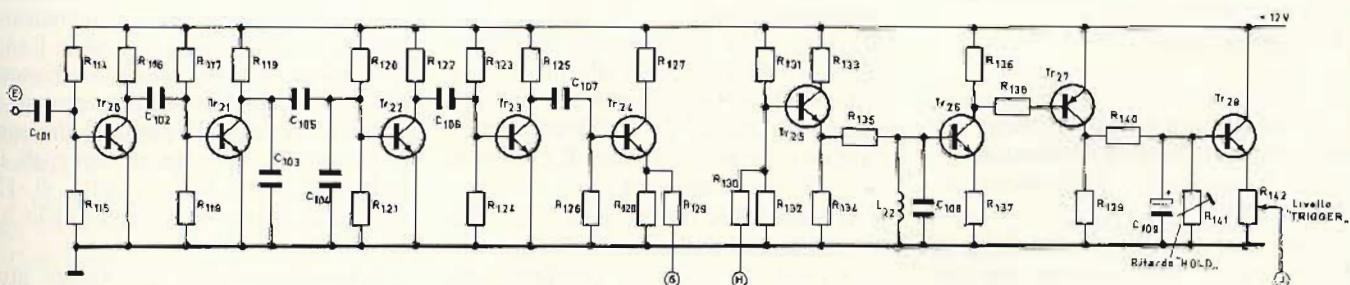 + 12V
R114 R116 R117 R119 R120 R122 R123 R125 R127 R131 R133 R136
C107 Tr27
E Tr20 Tr21 Tr22 Tr23 Tr24 Tr26 R138 Tr28
C102 C105 C106 Tr25 R140
C101 R135
C103
C104 R130 R142 Livello
R115 R118 R121 R124 R126 R128 R129 R132 R134 L22 C108 R137 R139 C109 + R141 "TRIGGER"
Ritardo "HOLD"
G H J